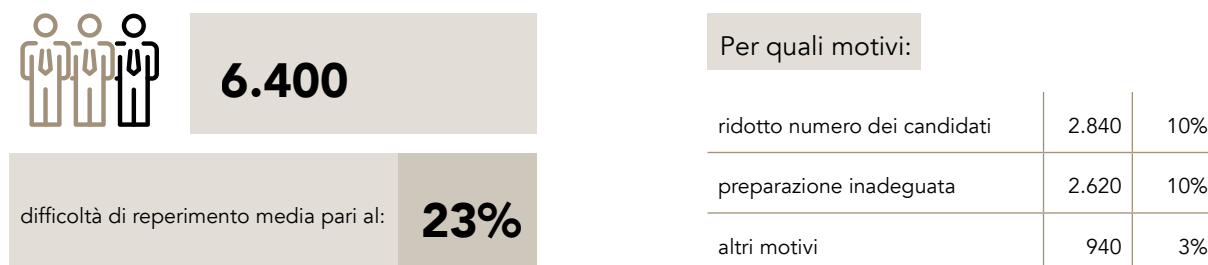 6.400
difficoltà di reperimento media pari al: 23%
Per quali motivi:
ridotto numero dei candidati 2.840 10%
preparazione inadeguata 2.620 10%
altri motivi 940 3%